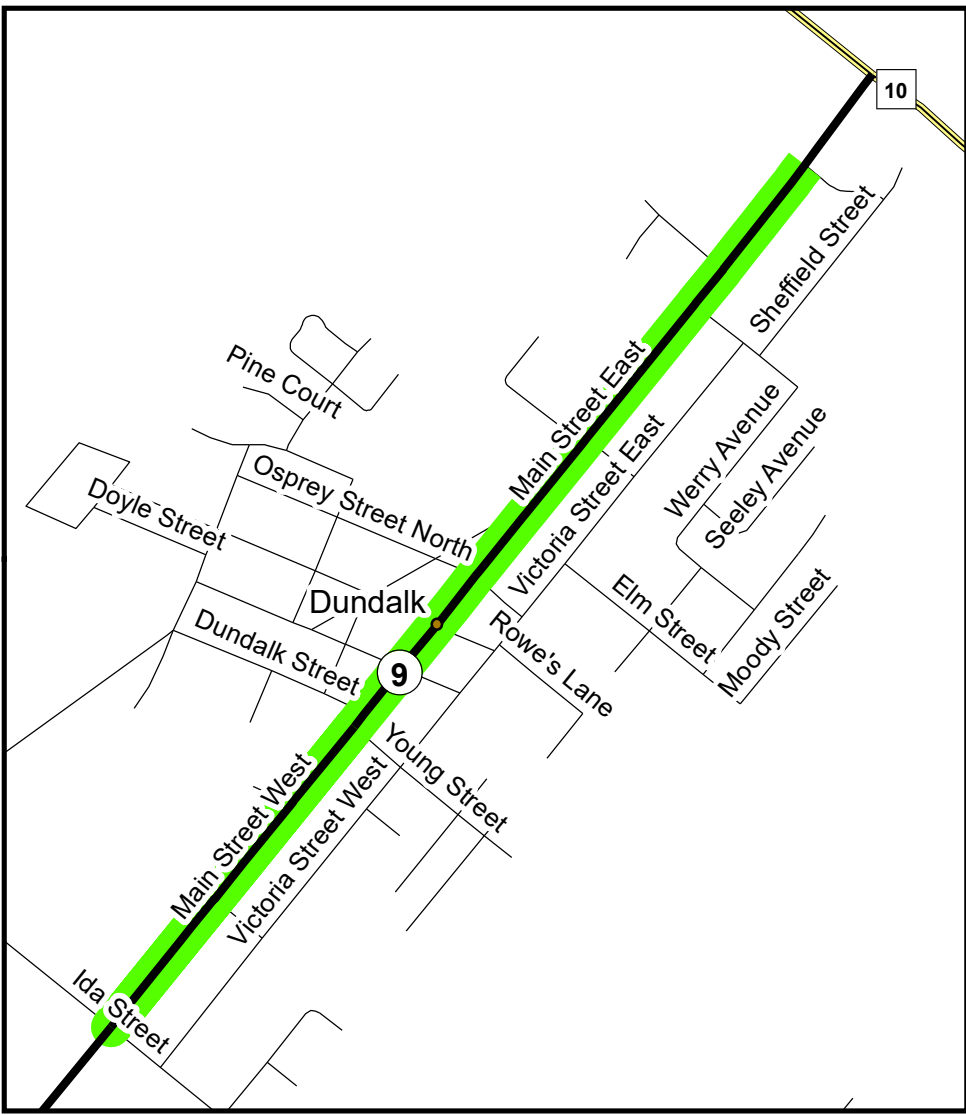 10
Sheffield Street
Pine Court
Main Street East
Werry Avenue
Seeley Avenue
Victoria Street East
Osprey Street North
Doyle Street
Dundalk
Elm Street
Moody Street
Rowe's Lane
Dundalk Street
9
Young Street
Main Street West
Victoria Street West
Ida Street